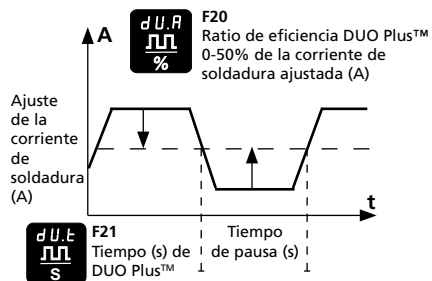 dU.A
%
F20
Ratio de eficiencia DUO Plus™
0-50% de la corriente de
soldadura ajustada (A)
A
Ajuste
de la
corriente
de
soldadura
(A)
t
dU.t
S
F21
Tiempo (s) de
DUO Plus™
Tiempo
de pausa (s)